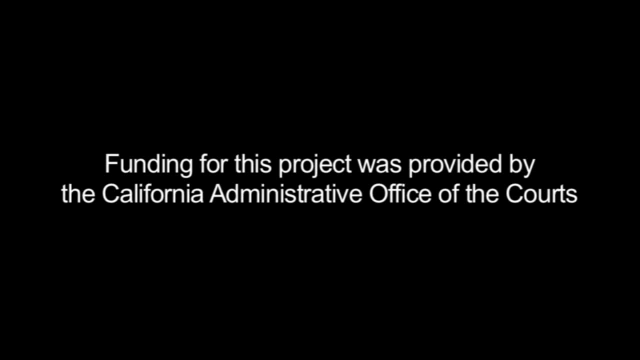 Funding for this project was provided by
the California Administrative Office of the Courts